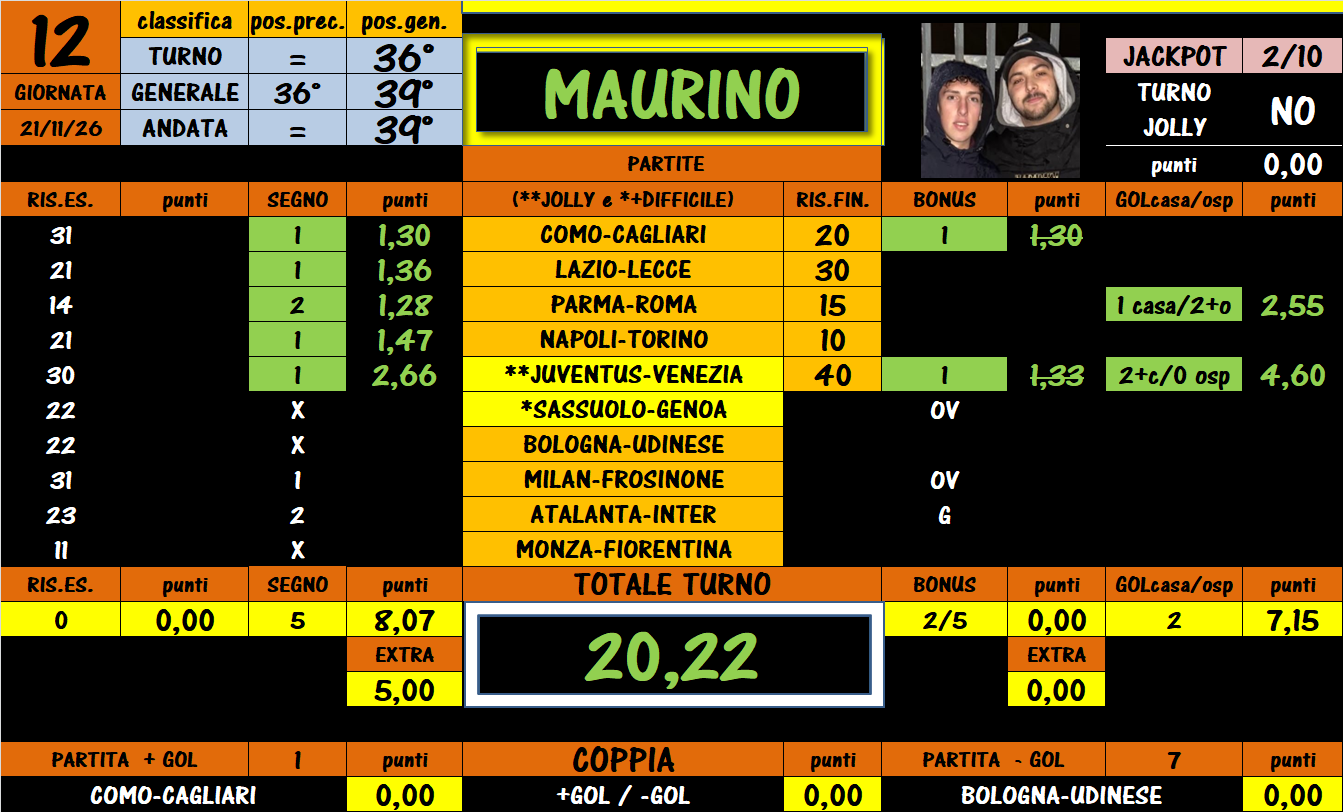 12 classifica pos.prec. pos.gen.
TURNO = 36°
GIORNATA GENERALE 36° 39°
21/11/26 ANDATA = 39°
MAURINO
JACKPOT 2/10
TURNO JOLLY NO
punti 0,00
PARTITE
RIS.ES. punti SEGNO punti (**JOLLY e *+DIFFICILE) RIS.FIN. BONUS punti GOLcasa/osp punti
31 1 1,30 COMO-CAGLIARI 20 1 1,30
21 1 1,36 LAZIO-LECCE 30
14 2 1,28 PARMA-ROMA 15 1 casa/2+o 2,55
21 1 1,47 NAPOLI-TORINO 10
30 1 2,66 **JUVENTUS-VENEZIA 40 1 1,33 2+c/0 osp 4,60
22 X *SASSUOLO-GENOA OV
22 X BOLOGNA-UDINESE
31 1 MILAN-FROSINONE OV
23 2 ATALANTA-INTER G
11 X MONZA-FIORENTINA
RIS.ES. punti SEGNO punti TOTALE TURNO BONUS punti GOLcasa/osp punti
0 0,00 5 8,07 20,22 2/5 0,00 2 7,15
EXTRA EXTRA
5,00 0,00
PARTITA + GOL 1 punti COPPIA punti PARTITA - GOL 7 punti
COMO-CAGLIARI 0,00 +GOL / -GOL 0,00 BOLOGNA-UDINESE 0,00